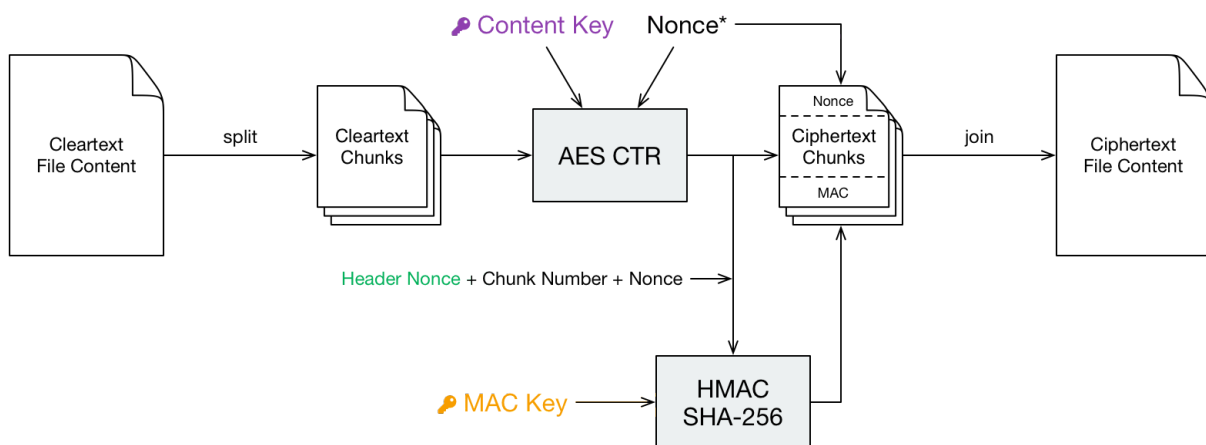 Content Key
Nonce*
Cleartext
File Content
split
Cleartext
Chunks
AES CTR
Nonce
Ciphertext
Chunks
MAC
join
Ciphertext
File Content
Header Nonce + Chunk Number + Nonce
MAC Key
HMAC
SHA-256